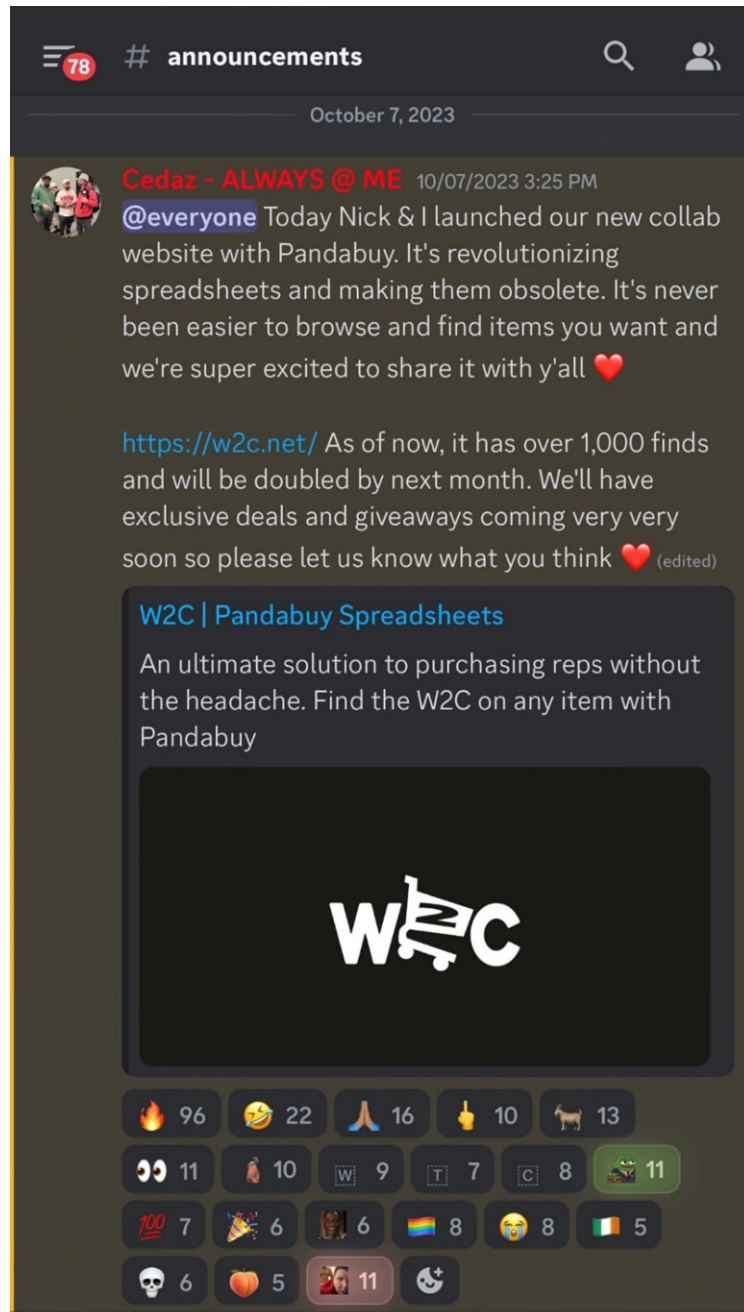 78 # announcements
October 7, 2023
Cedaz - ALWAYS @ ME 10/07/2023 3:25 PM
@everyone Today Nick & I launched our new collab
website with Pandabuy. It's revolutionizing
spreadsheets and making them obsolete. It's never
been easier to browse and find items you want and
we're super excited to share it with y'all ❤️
https://w2c.net/ As of now, it has over 1,000 finds
and will be doubled by next month. We'll have
exclusive deals and giveaways coming very very
soon so please let us know what you think ❤️ (edited)
W2C | Pandabuy Spreadsheets
An ultimate solution to purchasing reps without
the headache. Find the W2C on any item with
Pandabuy
W2C
96 22 16 10 13
11 10 W 9 T 7 C 8 11
100 7 6 6 8 8 5
6 5 11